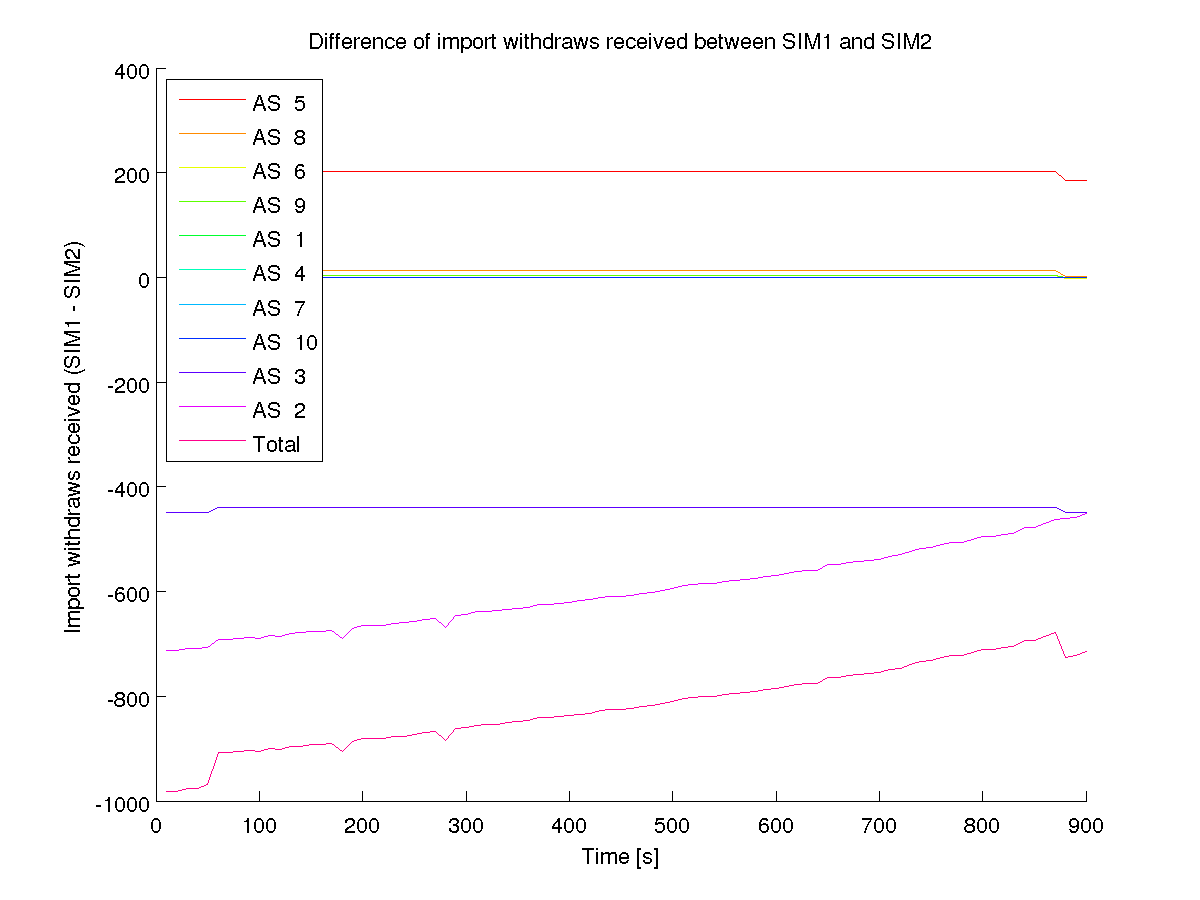 Difference of import withdraws received between SIM1 and SIM2
Import withdraws received (SIM1 - SIM2)
400
200
0
-200
-400
-600
-800
-1000
AS 5
AS 8
AS 6
AS 9
AS 1
AS 4
AS 7
AS 10
AS 3
AS 2
Total
0 100 200 300 400 500 600 700 800 900
Time [s]